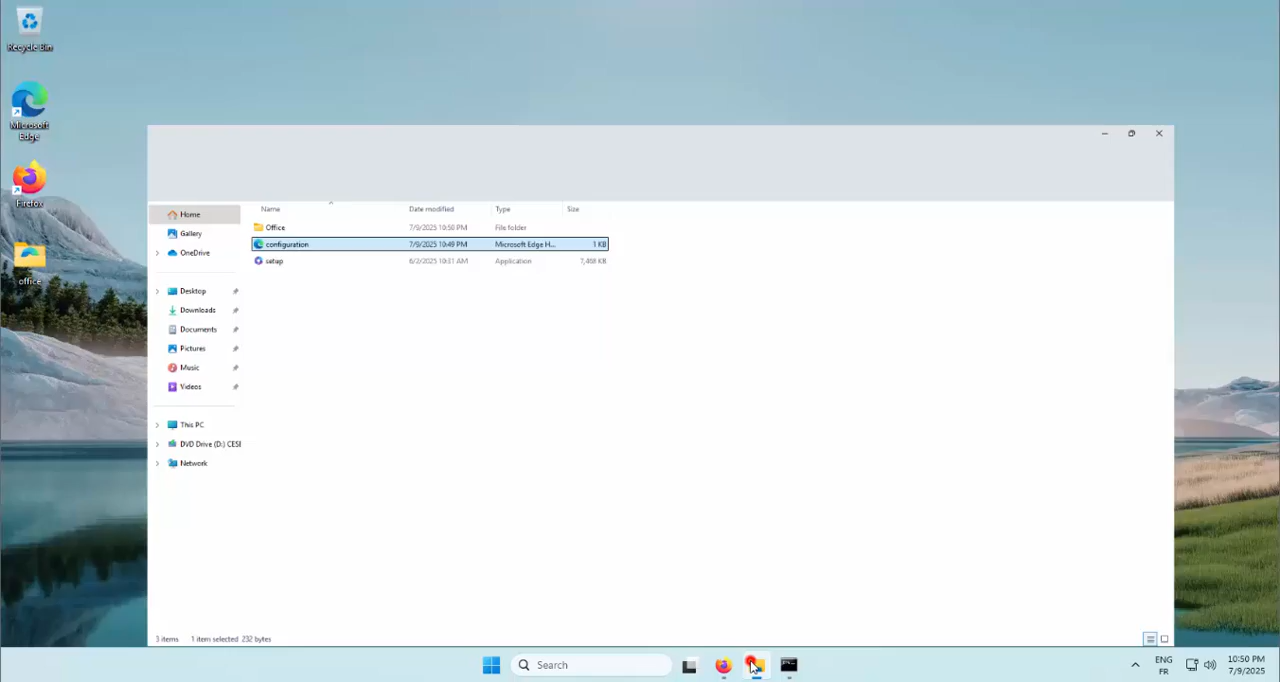 Recycle Bin
Microsoft
Edge
Firefox
office
Home
Gallery
OneDrive
Desktop
Downloads
Documents
Pictures
Music
Videos
This PC
DVD Drive (D:) CES
Network
Name Date modified Type Size
Office 7/9/2025 10:50 PM File folder
configuration 7/9/2025 10:49 PM Microsoft Edge H... 1 KB
setup 6/2/2025 10:31 AM Application 7,468 KB
3 items 1 item selected 232 bytes
Search
ENG
FR
10:50 PM
7/9/2025